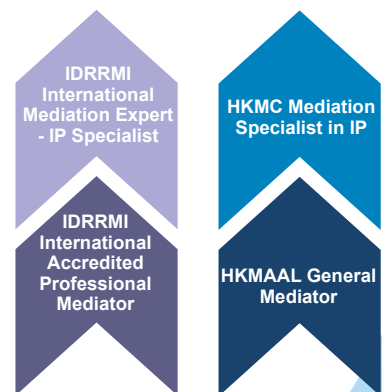 IDRRMI
International
Mediation Expert
- IP Specialist
HKMC Mediation
Specialist in IP
IDRRMI
International
Accredited
Professional
Mediator
HKMAAL General
Mediator